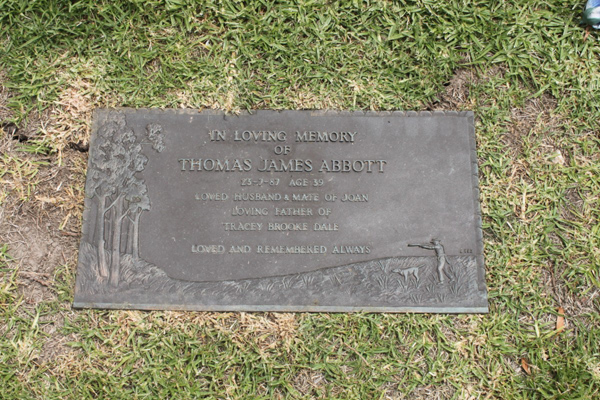 IN LOVING MEMORY
OF
THOMAS JAMES ABBOTT
23-7-87 AGE 39
LOVED HUSBAND & MATE OF JOAN
LOVING FATHER OF
TRACEY BROOKE DALE
LOVED AND REMEMBERED ALWAYS